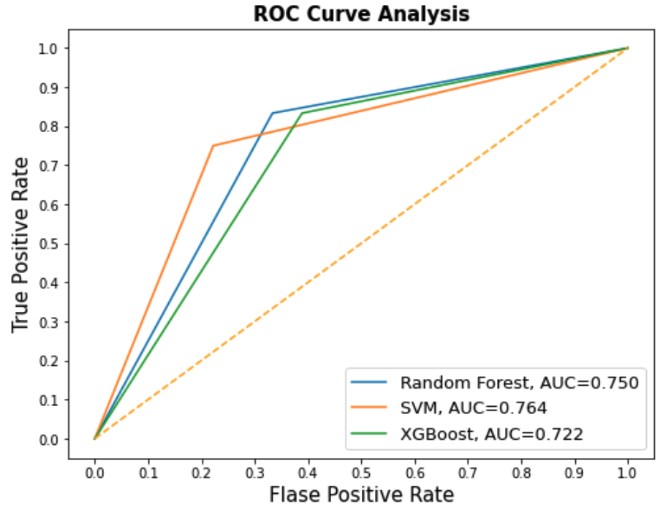 ROC Curve Analysis
True Positive Rate
1.0
0.9
0.8
0.7
0.6
0.5
0.4
0.3
0.2
0.1
0.0
Random Forest, AUC=0.750
SVM, AUC=0.764
XGBoost, AUC=0.722
0.0 0.1 0.2 0.3 0.4 0.5 0.6 0.7 0.8 0.9 1.0
Flase Positive Rate